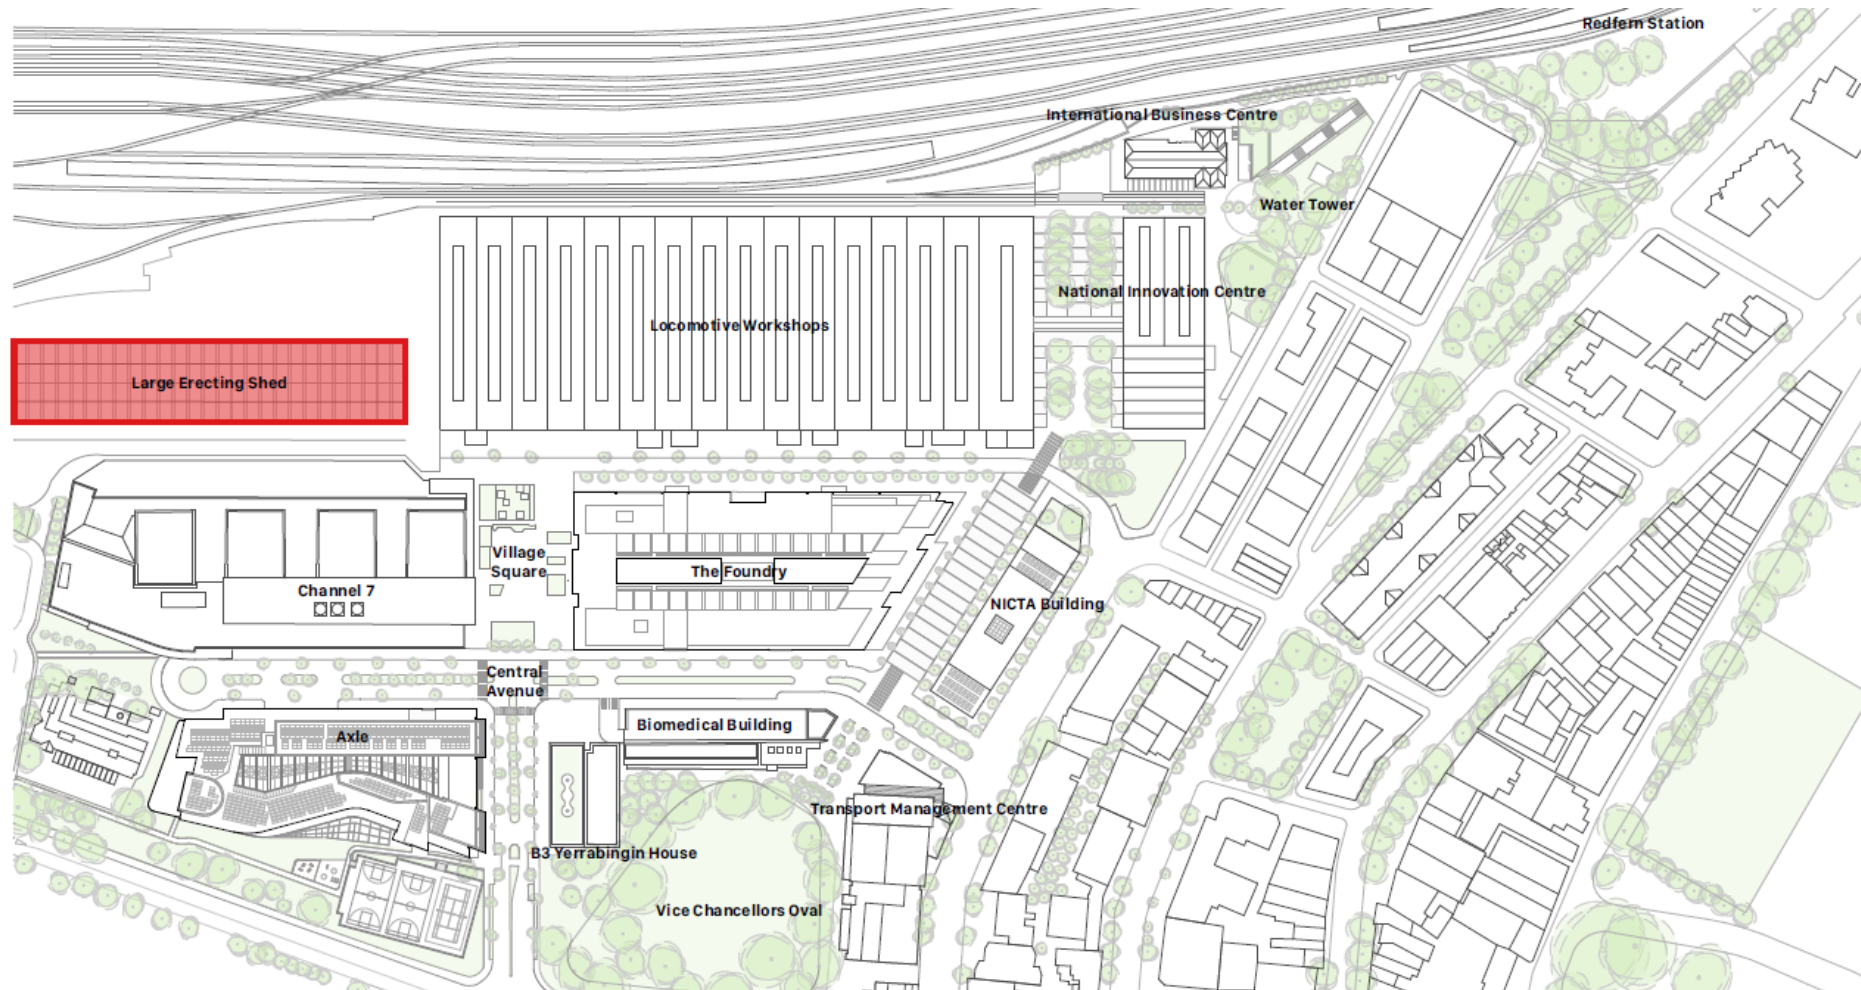 Redfern Station
International Business Centre
Water Tower
National Innovation Centre
Locomotive Workshops
Large Erecting Shed
Village
Square
The Foundry
Channel 7
NICTA Building
Central
Avenue
Biomedical Building
Axle
Transport Management Centre
B3 Yerrabingin House
Vice Chancellors Oval